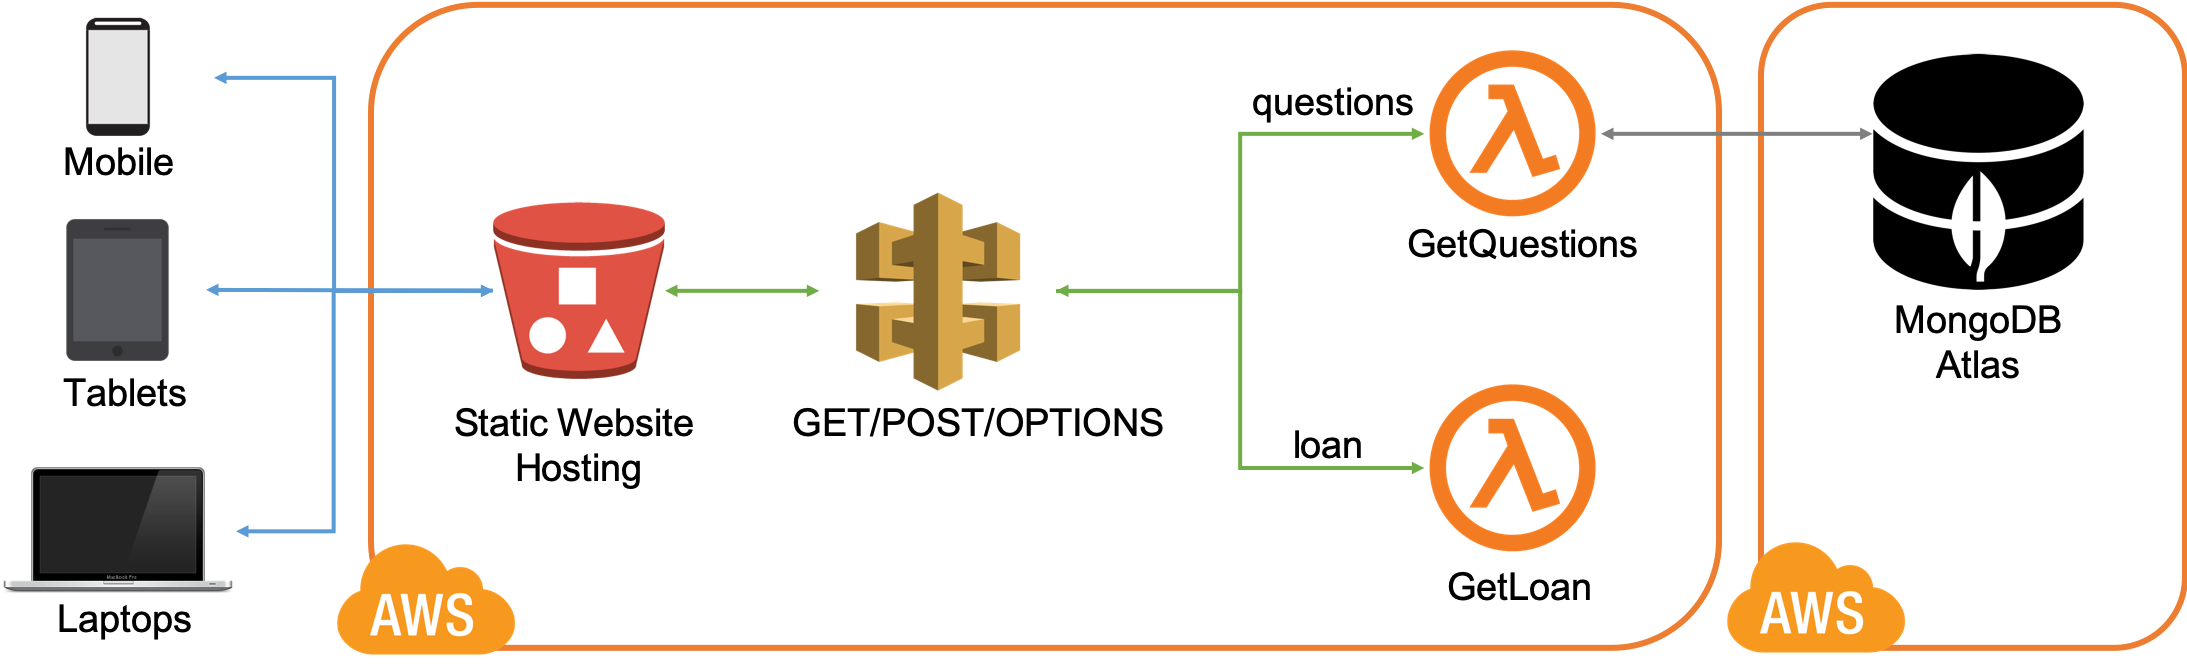 Mobile
Tablets
MacBook Pro
Laptops
AWS
Static Website
Hosting
GET/POST/OPTIONS
questions
GetQuestions
loan
GetLoan
MongoDB
Atlas
AWS